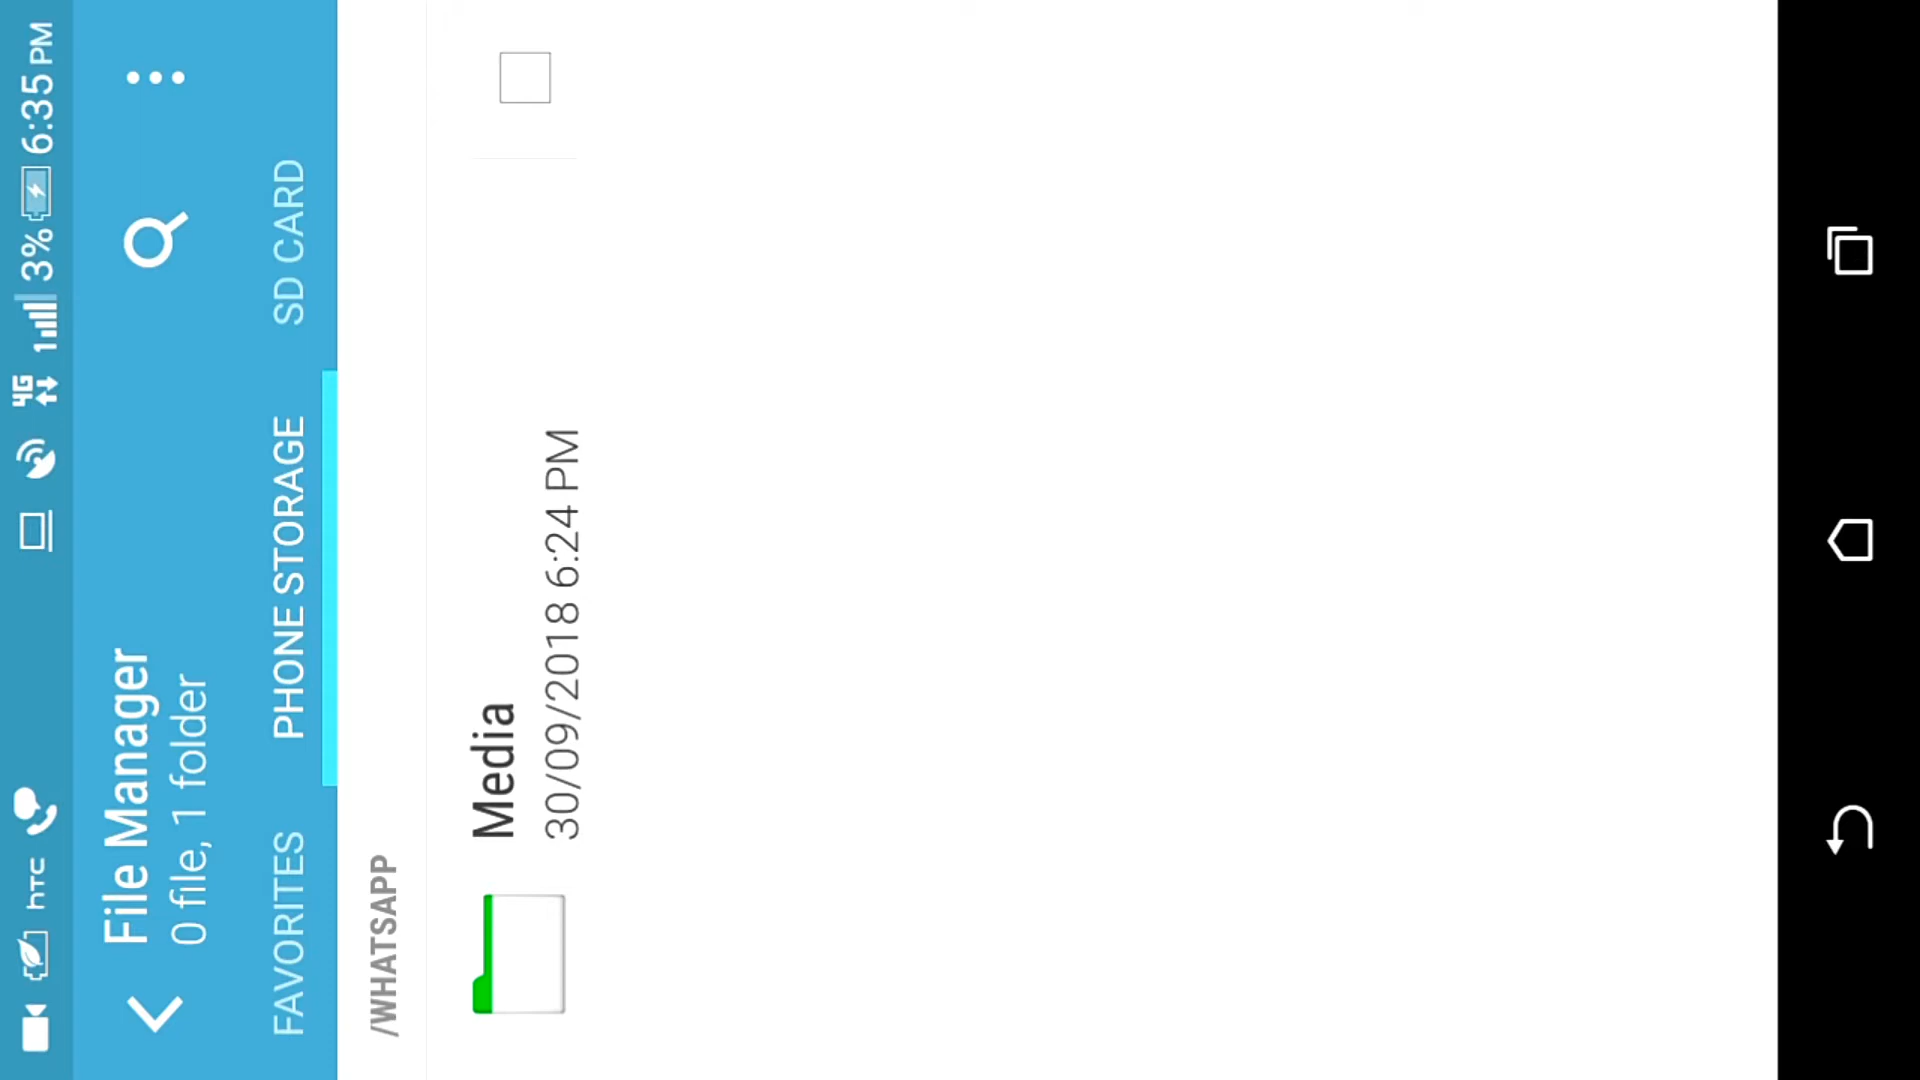 hTC 4G 1 3% 6:35 PM
File Manager
0 file, 1 folder
FAVORITES PHONE STORAGE SD CARD
/WHATSAPP
Media
30/09/2018 6:24 PM